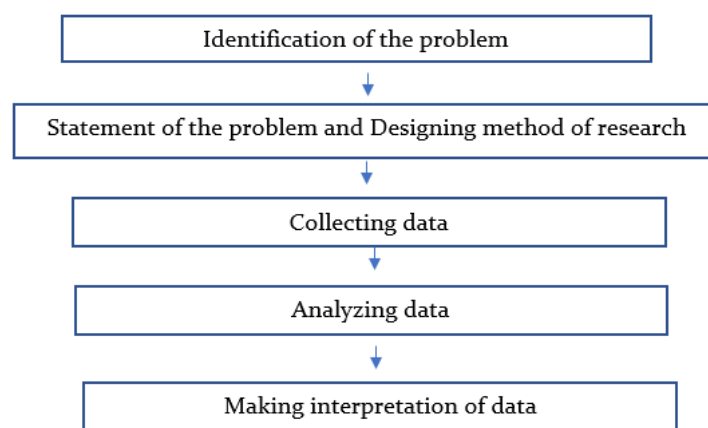 Identification of the problem
Statement of the problem and Designing method of research
Collecting data
Analyzing data
Making interpretation of data